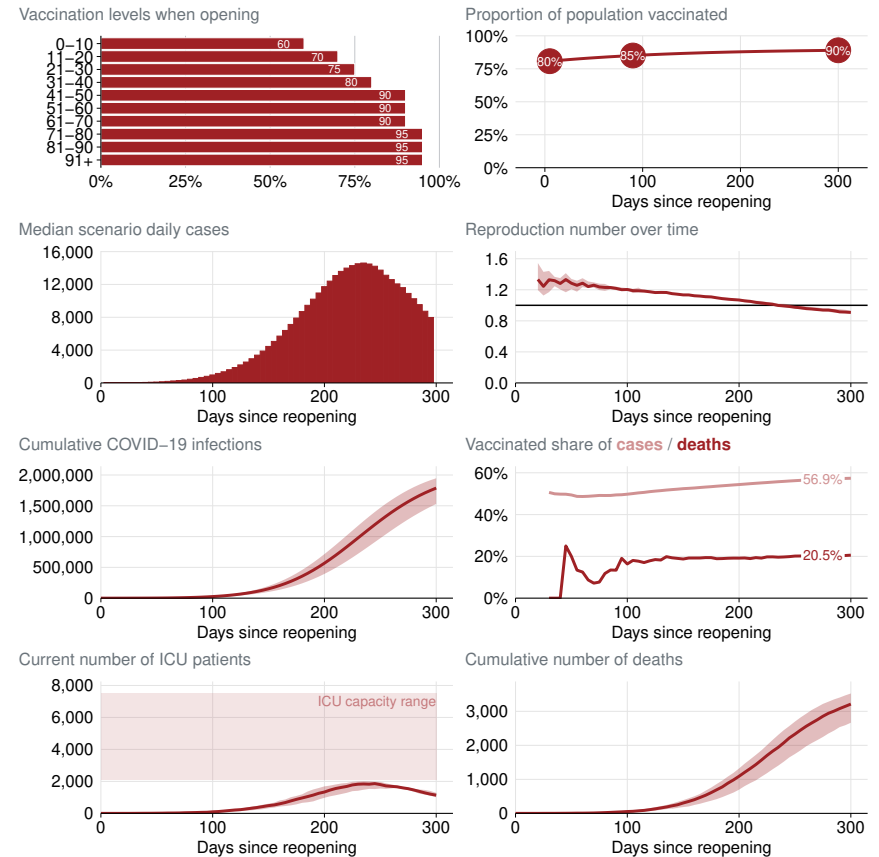 Vaccination levels when opening
0−10
60
11−20
70
21−30
75
31−40
80
41−50
90
51−60
90
61−70
90
71−80
95
81−90
95
91+
95
0% 25% 50% 75% 100%
Proportion of population vaccinated
100%
75%
50%
25%
0%
80% 85% 90%
0 100 200 300
Days since reopening
Median scenario daily cases
16,000
12,000
8,000
4,000
0
0 100 200 300
Days since reopening
Reproduction number over time
1.6
1.2
0.8
0.4
0.0
0 100 200 300
Days since reopening
Cumulative COVID−19 infections
2,000,000
1,500,000
1,000,000
500,000
0
0 100 200 300
Days since reopening
Vaccinated share of cases / deaths
60%
40%
20%
0%
56.9%
20.5%
0 100 200 300
Days since reopening
Current number of ICU patients
8,000
6,000
4,000
2,000
0
ICU capacity range
0 100 200 300
Days since reopening
Cumulative number of deaths
3,000
2,000
1,000
0
0 100 200 300
Days since reopening